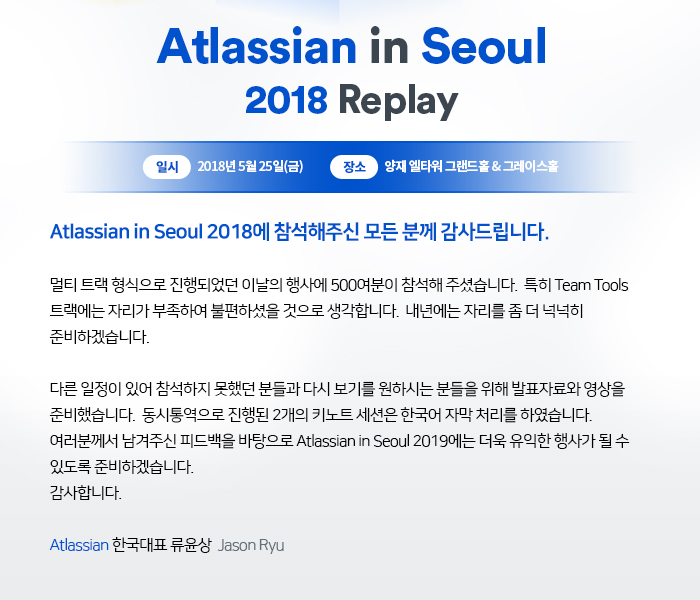 Atlassian in Seoul
2018 Replay
일시 2018년 5월 25일(금) 장소 양재 엘타워 그랜드홀 & 그레이스홀
Atlassian in Seoul 2018에 참석해주신 모든 분께 감사드립니다.
멀티 트랙 형식으로 진행되었던 이날의 행사에 500여분이 참석해 주셨습니다. 특히 Team Tools
트랙에는 자리가 부족하여 불편하셨을 것으로 생각합니다. 내년에는 자리를 좀 더 넉넉히
준비하겠습니다.
다른 일정이 있어 참석하지 못했던 분들과 다시 보기를 원하시는 분들을 위해 발표자료와 영상을
준비했습니다. 동시통역으로 진행된 2개의 키노트 세션은 한국어 자막 처리를 하였습니다.
여러분께서 남겨주신 피드백을 바탕으로 Atlassian in Seoul 2019에는 더욱 유익한 행사가 될 수
있도록 준비하겠습니다.
감사합니다.
Atlassian 한국대표 류윤상 Jason Ryu